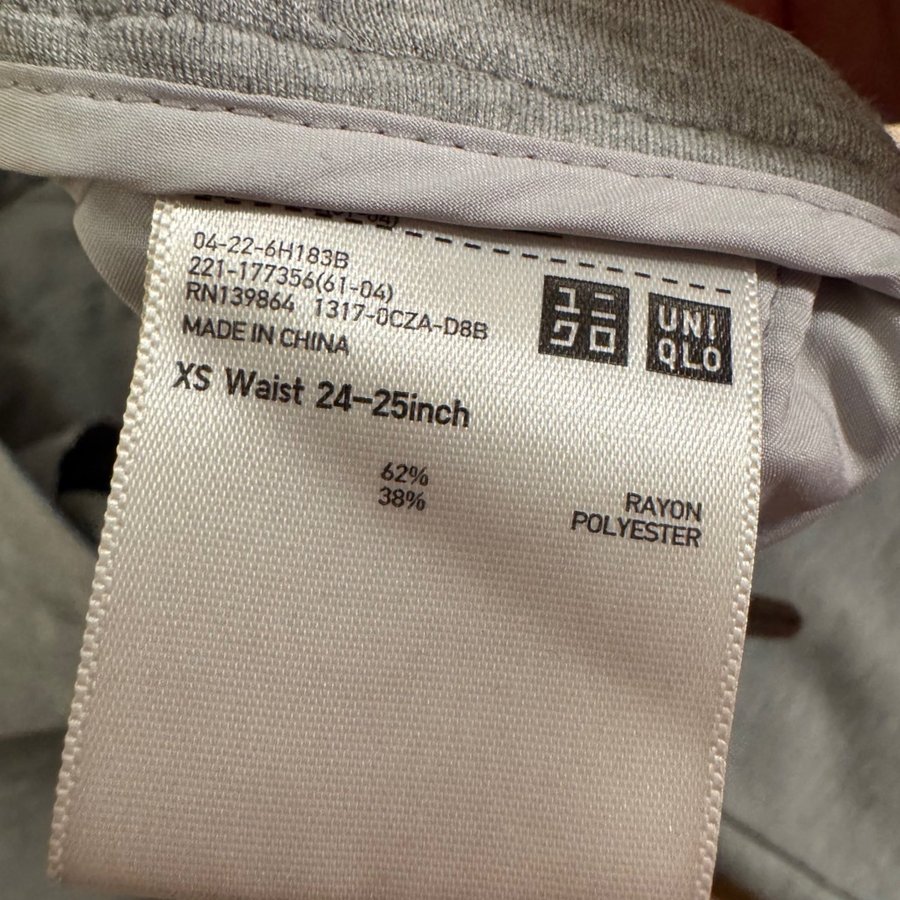 04-22-6H183B
221-177356(61-04)
RN139864 1317-0CZA-D8B
MADE IN CHINA
ユニ
クロ
UNI
QLO
XS Waist 24-25inch
62% RAYON
38% POLYESTER